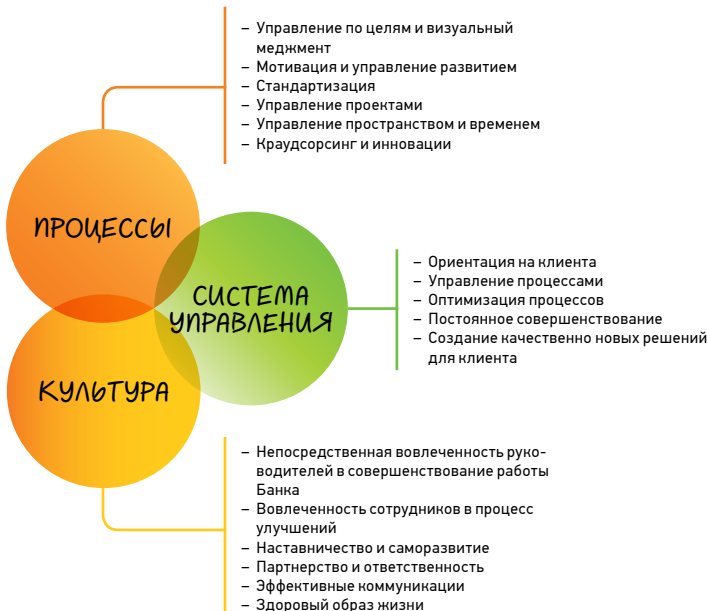 – Управление по целям и визуальный
меджмент
– Мотивация и управление развитием
– Стандартизация
– Управление проектами
– Управление пространством и временем
– Краудсорсинг и инновации
ПРОЦЕССЫ
СИСТЕМА
УПРАВЛЕНИЯ
– Ориентация на клиента
– Управление процессами
– Оптимизация процессов
– Постоянное совершенствование
– Создание качественно новых решений
для клиента
КУЛЬТУРА
– Непосредственная вовлеченность руко-
водителей в совершенствование работы
Банка
– Вовлеченность сотрудников в процесс
улучшений
– Наставничество и саморазвитие
– Партнерство и ответственность
– Эффективные коммуникации
– Здоровый образ жизни